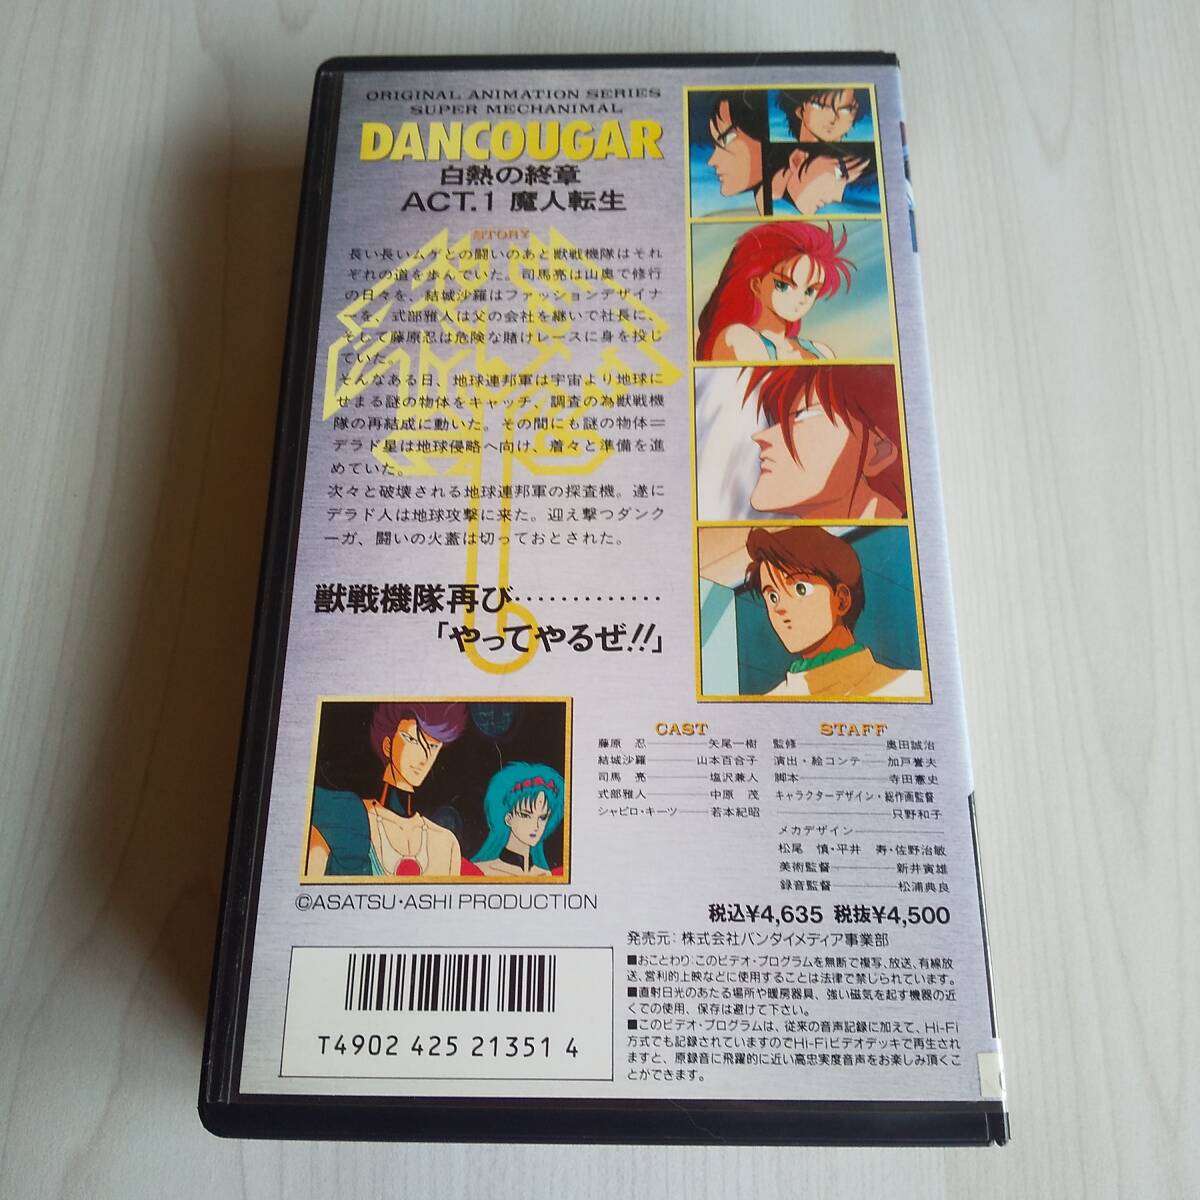 ORIGINAL ANIMATION SERIES
SUPER MECHANIMAL
DANCOUGAR
白熱の終章
ACT.1 魔人転生
STORY
長い長いムゲとの闘いのあと獣戦機隊はそれ
ぞれの道を歩んでいた。司馬亮は山奥で修行
の日々を、結城沙羅はファッションデザイナ
ーを、式部雅人は父の会社を継いで社長に、
そして藤原忍は危険な賭けレースに身を投じ
ていた。
そんなある日、地球連邦軍は宇宙より地球に
せまる謎の物体をキャッチ、調査の為獣戦機
隊の再結成に動いた。その間にも謎の物体＝
デラド星は地球侵略へ向け、着々と準備を進
めていた。
次々と破壊される地球連邦軍の探査機。遂に
デラド人は地球攻撃に来た。迎え撃つダンク
ーガ、闘いの火蓋は切っておとされた。
獣戦機隊再び‥‥‥‥‥‥
「やってやるぜ!!」
CAST
藤原 忍―――矢尾一樹
結城沙羅―――山本百合子
司馬 亮―――塩沢兼人
式部雅人―――中原 茂
シャピロ・キーツ――若本紀昭
STAFF
監修―――奥田誠治
演出・絵コンテ――加戸誉夫
脚本―――寺田憲史
キャラクターデザイン・総作画監督
―――只野和子
メカデザイン―――
松尾 慎・平井 寿・佐野浩敏
美術監督―――新井寅雄
録音監督―――松浦典良
©ASATSU・ASHI PRODUCTION
税込¥4,635 税抜¥4,500
発売元：株式会社バンダイメディア事業部
■おことわり：このビデオ・プログラムを無断で複写、放送、有線放
送、営利的上映などに使用することは法律で禁じられています。
■直射日光のあたる場所や暖房器具、強い磁気を起す機器の近
くでの使用、保存は避けて下さい。
■このビデオ・プログラムは、従来の音声記録に加えて、Hi-Fi
方式でも記録されていますのでHi-Fiビデオデッキで再生され
ますと、原録音に飛躍的に近い高忠実度音声をお楽しみ頂くこ
とができます。
T4902 425 21351 4